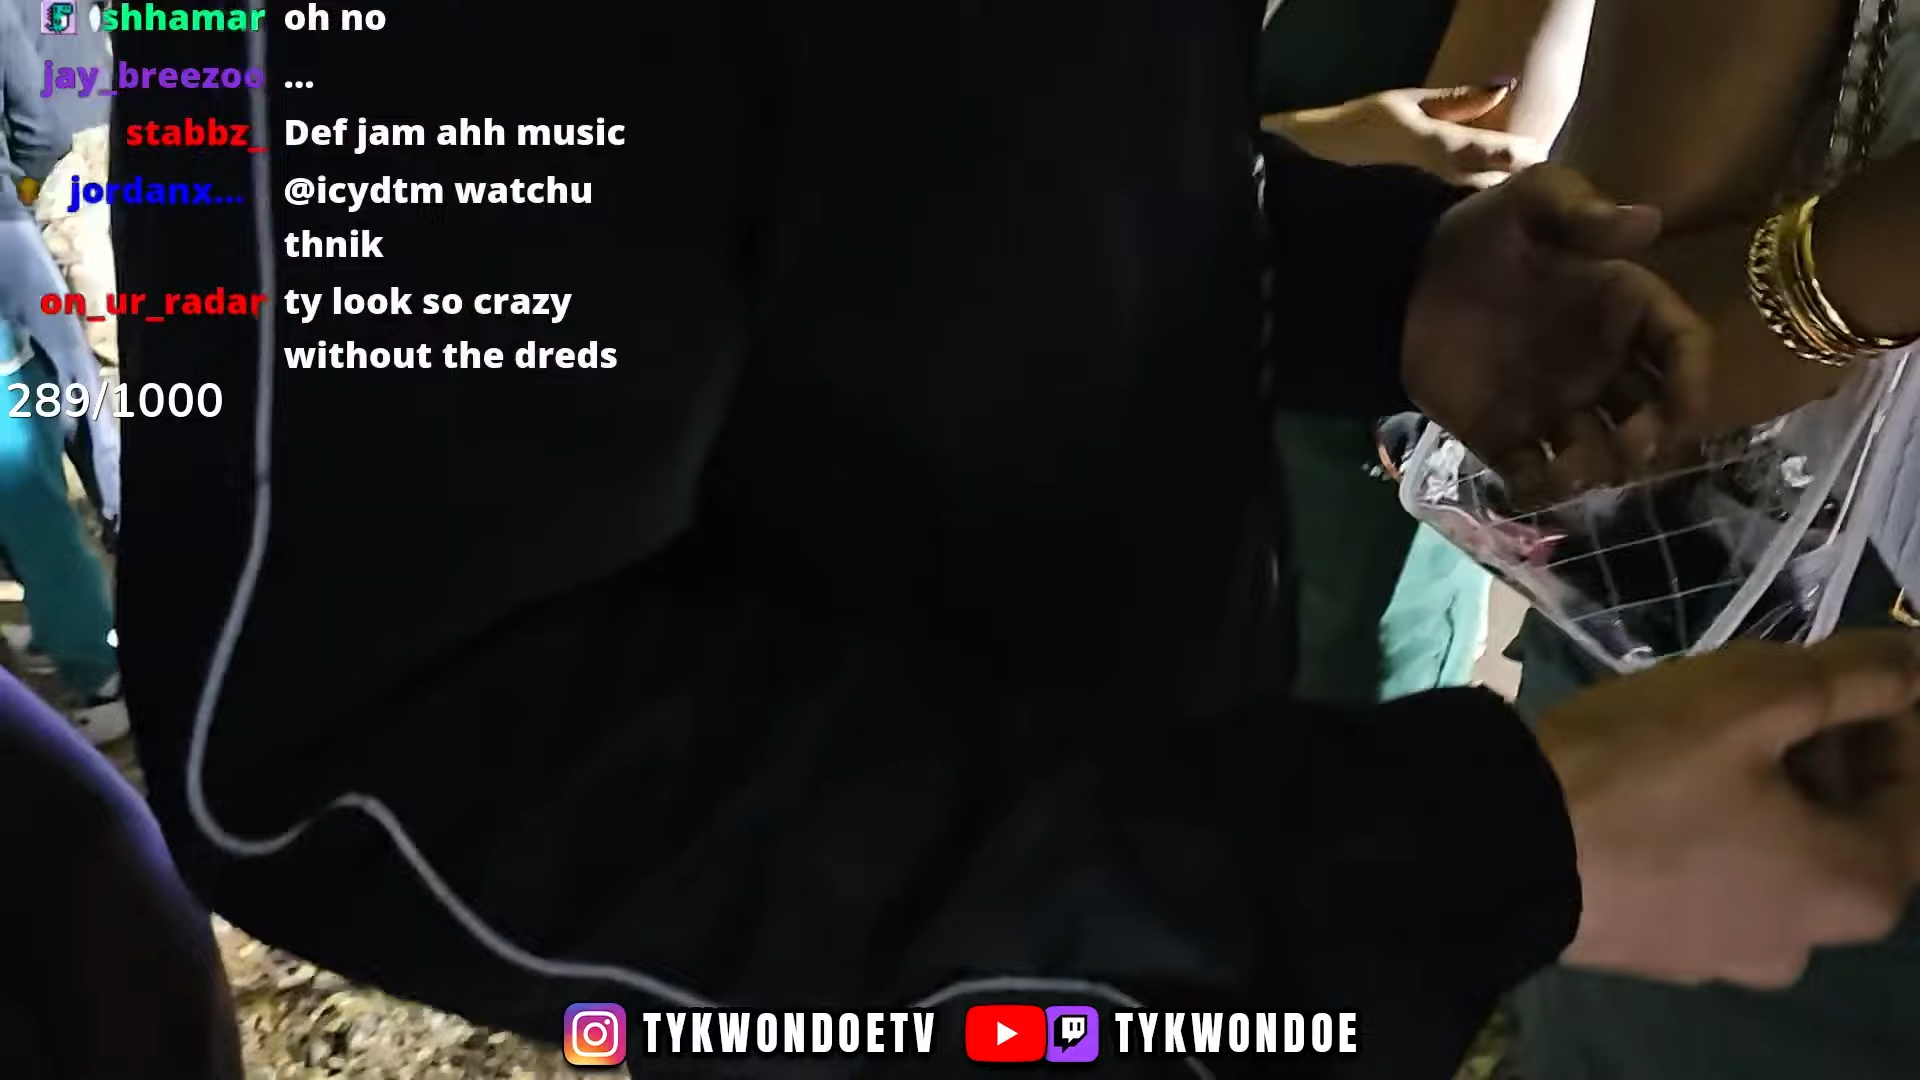 shhamar oh no
jay_breezoo ...
stabbz_ Def jam ahh music
jordanx... @icydtm watchu
thnik
on_ur_radar ty look so crazy
without the dreds
289/1000
TYKWONDOETV TYKWONDOE